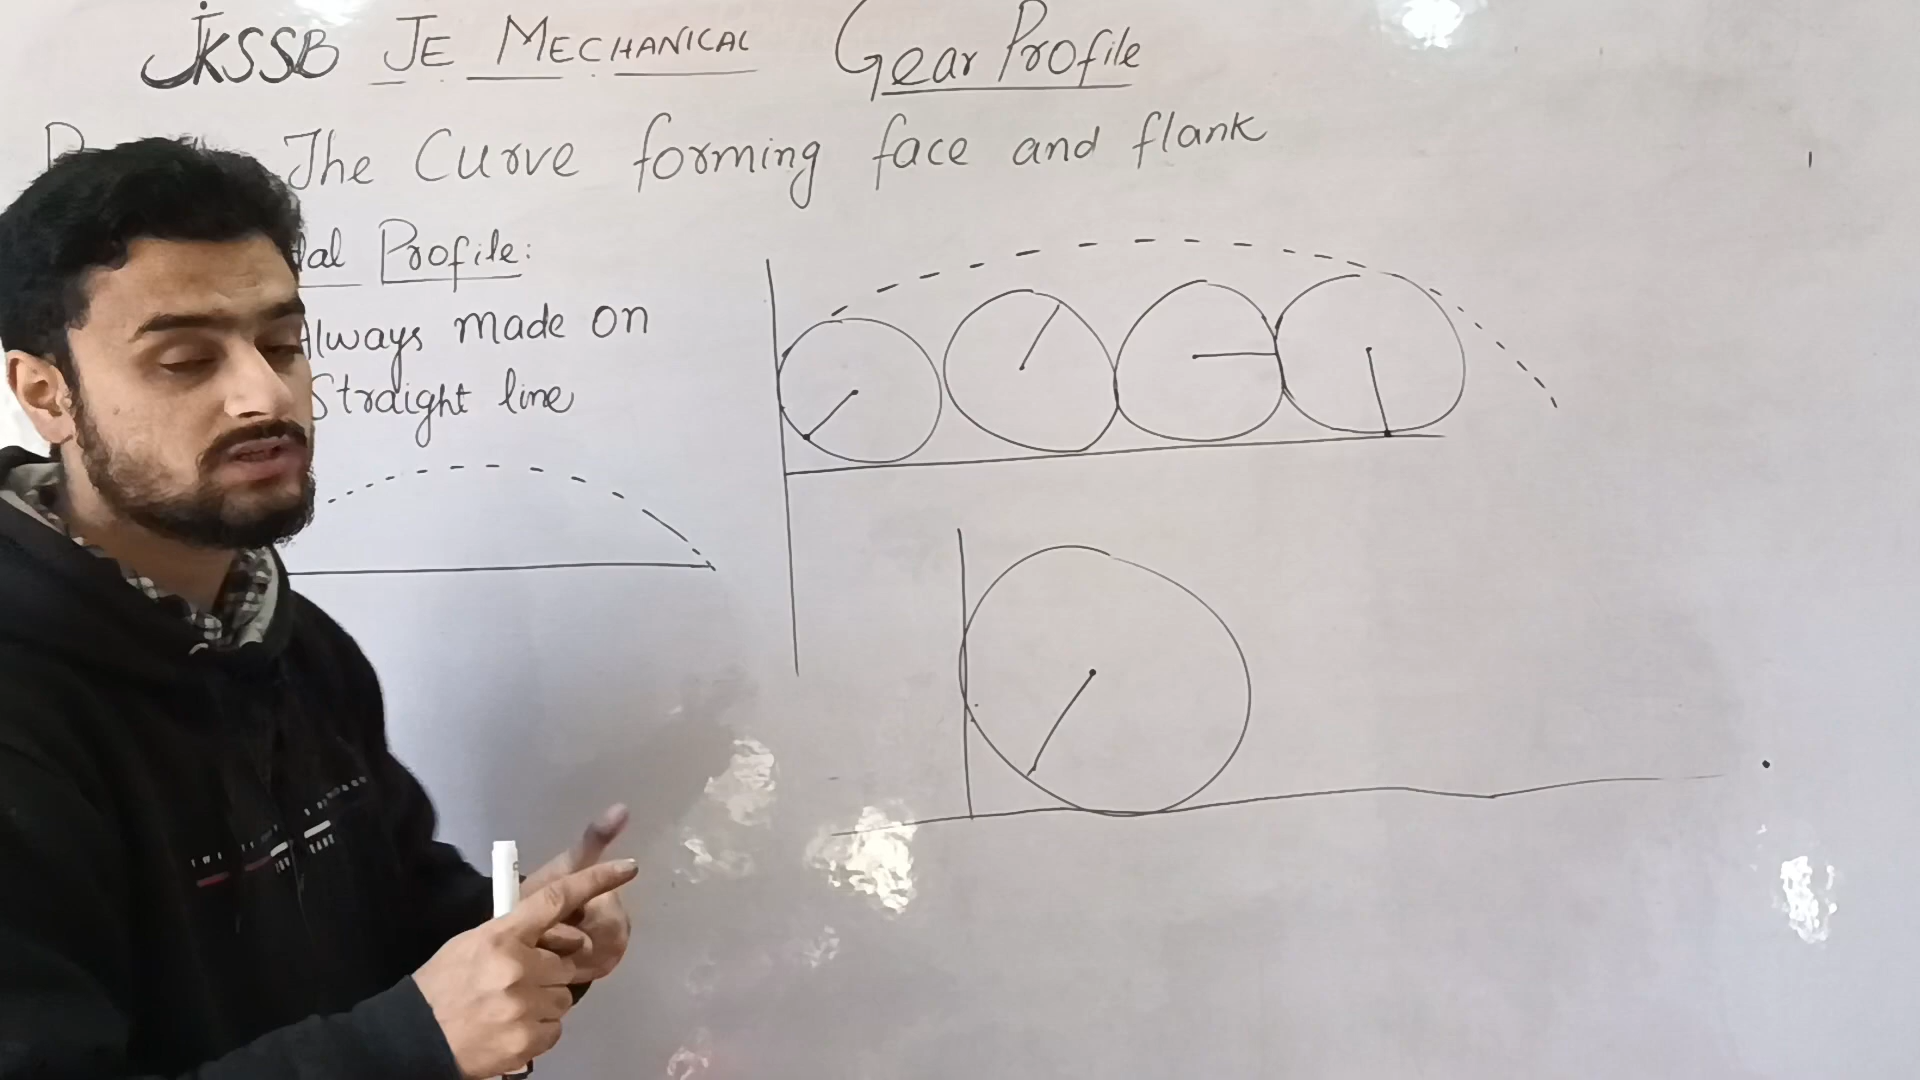 JKSSB JE MECHANICAL Gear Profile
The Curve forming face and flank
Profile:
Always made on
Straight line